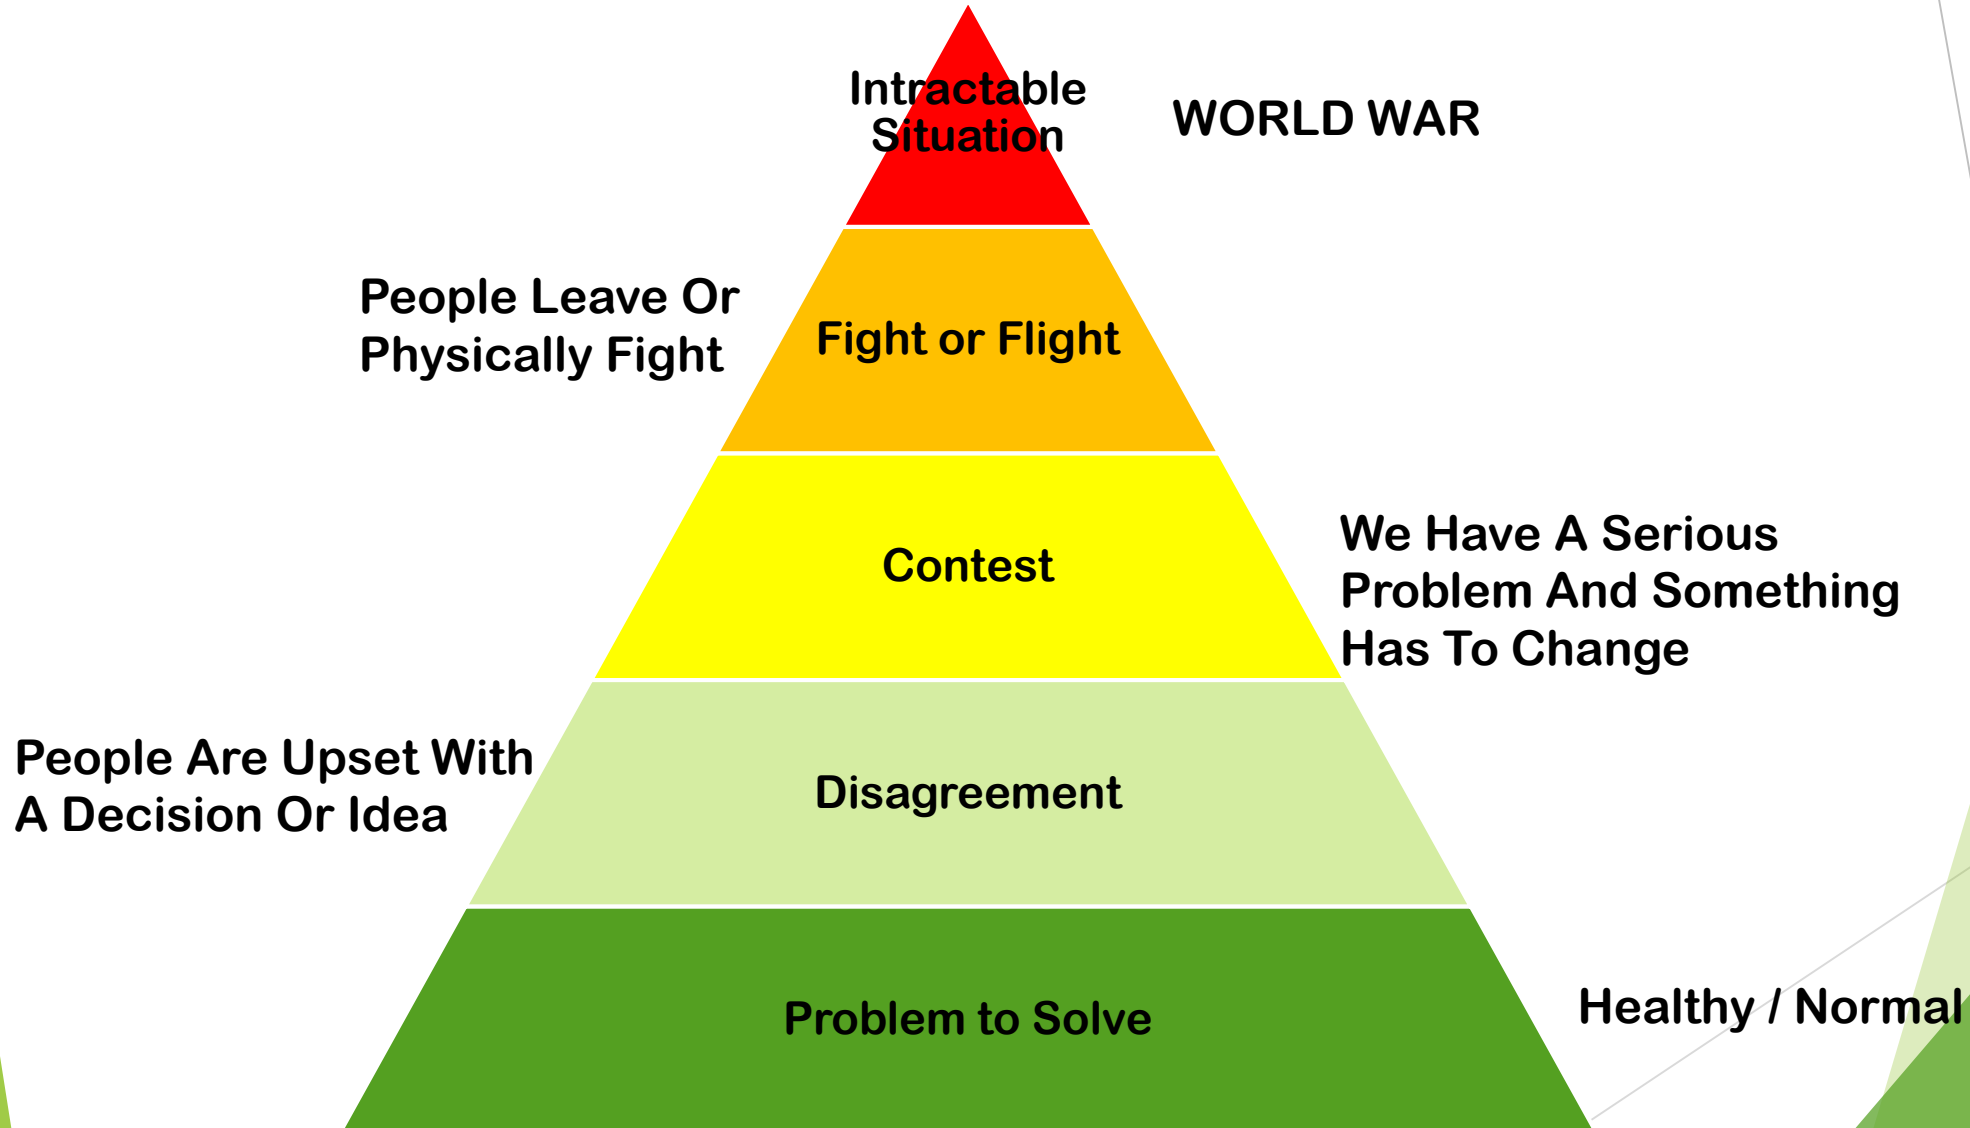 Intractable
Situation
WORLD WAR
People Leave Or
Physically Fight
Fight or Flight
Contest
We Have A Serious
Problem And Something
Has To Change
People Are Upset With
A Decision Or Idea
Disagreement
Problem to Solve
Healthy / Normal